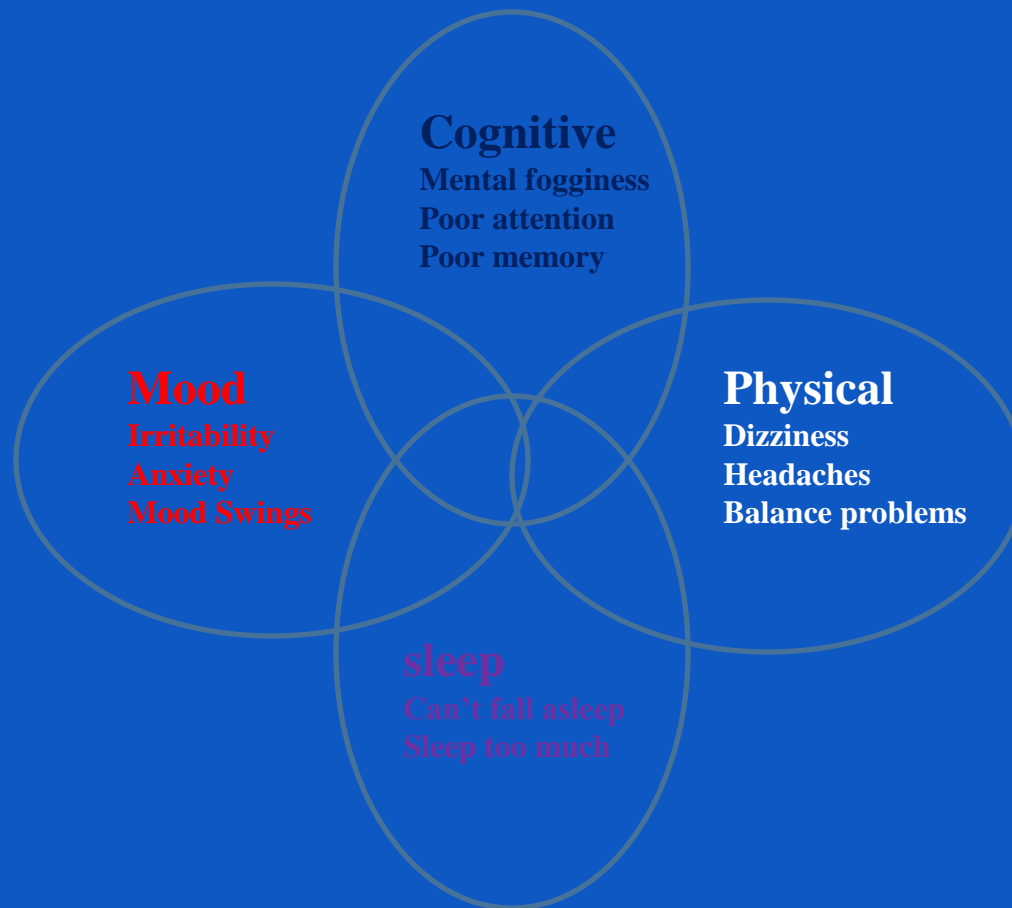 Cognitive
Mental fogginess
Poor attention
Poor memory
Mood
Irritability
Anxiety
Mood Swings
Physical
Dizziness
Headaches
Balance problems
sleep
Can't fall asleep
Sleep too much